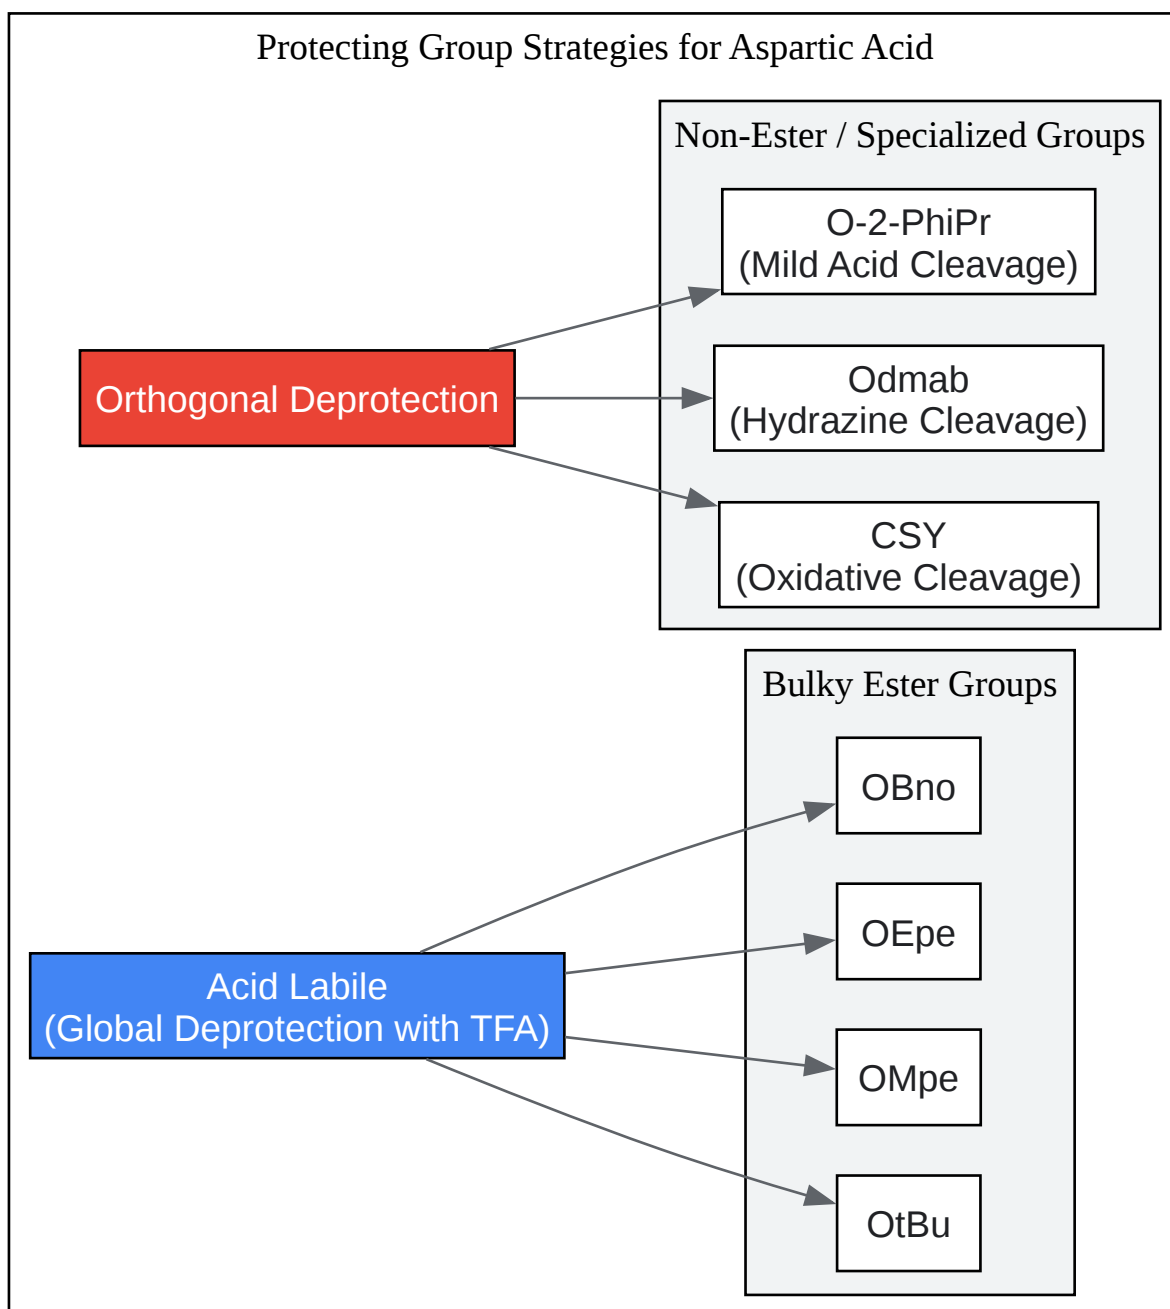 Protecting Group Strategies for Aspartic Acid
Non-Ester / Specialized Groups
O-2-PhiPr
(Mild Acid Cleavage)
Orthogonal Deprotection
Odmab
(Hydrazine Cleavage)
CSY
(Oxidative Cleavage)
Bulky Ester Groups
OBno
OEpe
Acid Labile
(Global Deprotection with TFA)
OMpe
OtBu